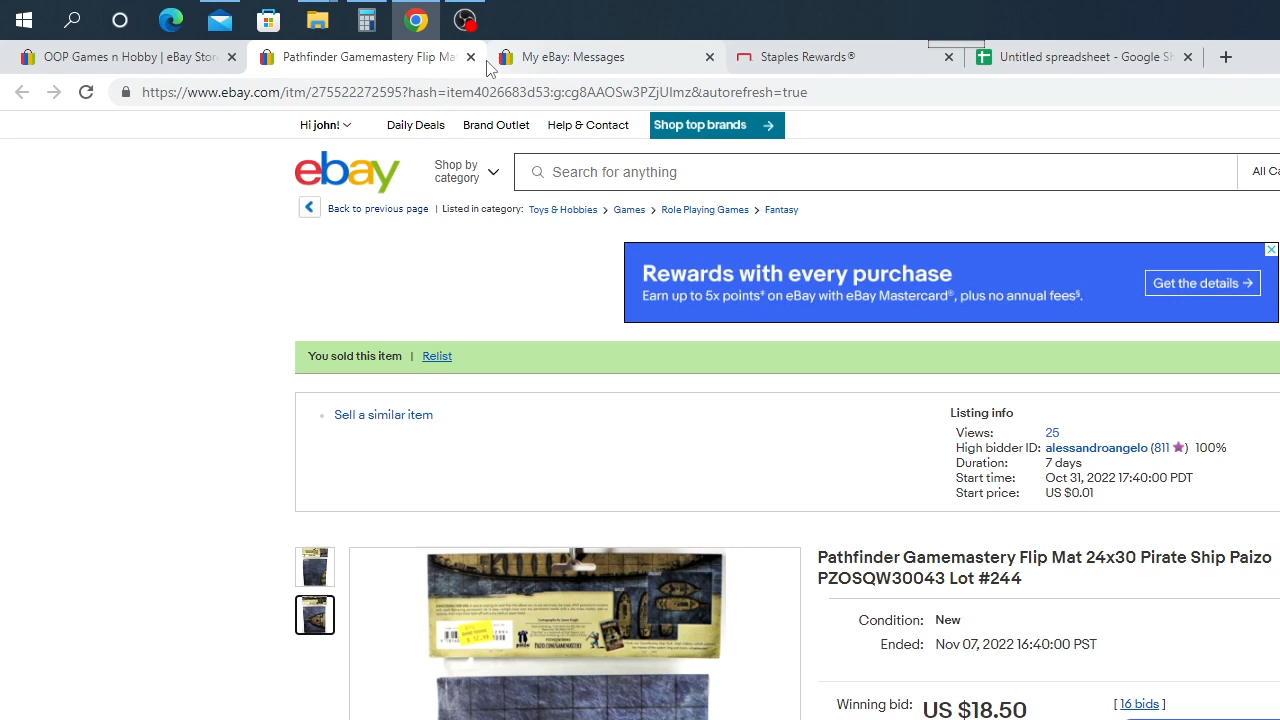 OOP Games n Hobby | eBay Stor
Pathfinder Gamemastery Flip Ma
My eBay: Messages
Staples Rewards®
Untitled spreadsheet - Google Sh
https://www.ebay.com/itm/275522272595?hash=item4026683d53:g:cg8AAOSw3PZjUImz&autorefresh=true
Hi john!
Daily Deals
Brand Outlet
Help & Contact
Shop top brands
ebay
Shop by
category
Search for anything
All Ca
Back to previous page | Listed in category: Toys & Hobbies > Games > Role Playing Games > Fantasy
Rewards with every purchase
Earn up to 5x points‡ on eBay with eBay Mastercard®, plus no annual fees§.
Get the details →
You sold this item | Relist
Sell a similar item
Listing info
Views: 25
High bidder ID: alessandroangelo (811) 100%
Duration: 7 days
Start time: Oct 31, 2022 17:40:00 PDT
Start price: US $0.01
Pathfinder Gamemastery Flip Mat 24x30 Pirate Ship Paizo
PZOSQW30043 Lot #244
Condition: New
Ended: Nov 07, 2022 16:40:00 PST
PAIZO.COM/GAMEMASTERY
Winning bid: US $18.50 [ 16 bids ]